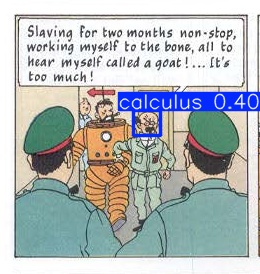 Slaving for two months non-stop,
working myself to the bone, all to
hear myself called a goat!... It's
too much!
calculus 0.40